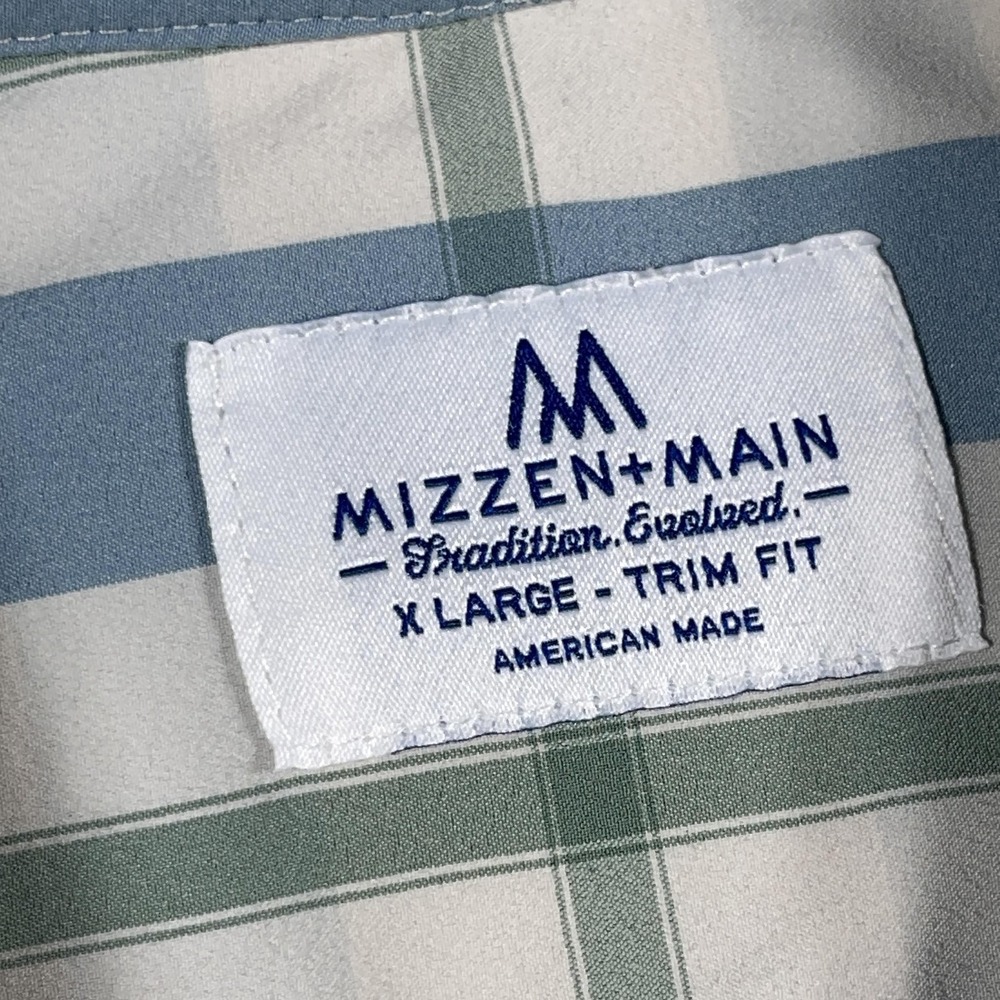 M
MIZZEN+MAIN
— Tradition. Evolved. —
X LARGE - TRIM FIT
AMERICAN MADE